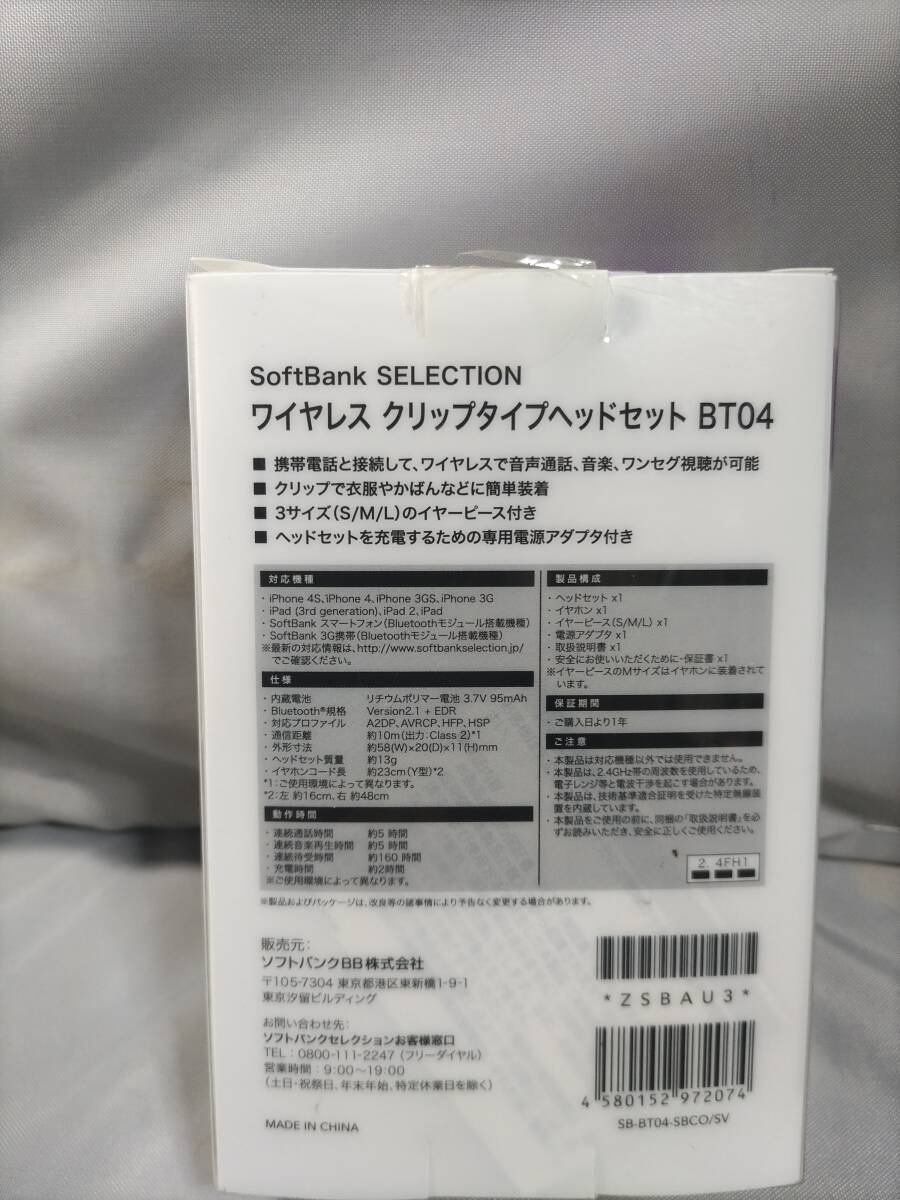 SoftBank SELECTION
ワイヤレス クリップタイプヘッドセット BT04
■ 携帯電話と接続して、ワイヤレスで音声通話、音楽、ワンセグ視聴が可能
■ クリップで衣服やかばんなどに簡単装着
■ 3サイズ(S/M/L)のイヤーピース付き
■ ヘッドセットを充電するための専用電源アダプタ付き
対応機種
・iPhone 4S、iPhone 4、iPhone 3GS、iPhone 3G
・iPad (3rd generation)、iPad 2、iPad
・SoftBank スマートフォン(Bluetoothモジュール搭載機種)
・SoftBank 3G携帯(Bluetoothモジュール搭載機種)
※最新の対応情報は、http://www.softbankselection.jp/
でご確認ください。
仕様
・内蔵電池 リチウムポリマー電池 3.7V 95mAh
・Bluetooth®規格 Version2.1 + EDR
・対応プロファイル A2DP、AVRCP、HFP、HSP
・通信距離 約10m(出力:Class 2)*1
・外形寸法 約58(W)×20(D)×11(H)mm
・ヘッドセット質量 約13g
・イヤホンコード長 約23cm(Y型)*2
*1:ご使用環境によって異なります。
*2:左 約16cm、右 約48cm
動作時間
・連続通話時間 約5 時間
・連続音楽再生時間 約5 時間
・連続待受時間 約160 時間
・充電時間 約2時間
※ご使用環境によって異なります。
製品構成
・ヘッドセット x1
・イヤホン x1
・イヤーピース(S/M/L) x1
・電源アダプタ x1
・取扱説明書 x1
・安全にお使いいただくために・保証書 x1
※イヤーピースのMサイズはイヤホンに装着されて
います。
保証期間
・ご購入日より1年
ご注意
・本製品は対応機種以外では使用できません。
・本製品は、2.4GHz帯の周波数を使用しているため、
電子レンジ等と電波干渉を起こす場合があります。
・本製品は、技術基準適合証明を受けた特定無線装
置を内蔵しています。
・本製品をご使用の前に、同梱の「取扱説明書」を必
ずお読みいただき、安全に正しくご使用ください。
2.4FH1
※製品およびパッケージは、改良等の諸事情により予告なく変更する場合があります。
販売元:
ソフトバンクBB株式会社
〒105-7304 東京都港区東新橋1-9-1
東京汐留ビルディング
お問い合わせ先:
ソフトバンクセレクションお客様窓口
TEL:0800-111-2247(フリーダイヤル)
営業時間:9:00〜19:00
(土日・祝祭日、年末年始、特定休業日を除く)
MADE IN CHINA
*ZSBAU3*
4 580152 972074
SB-BT04-SBCO/SV